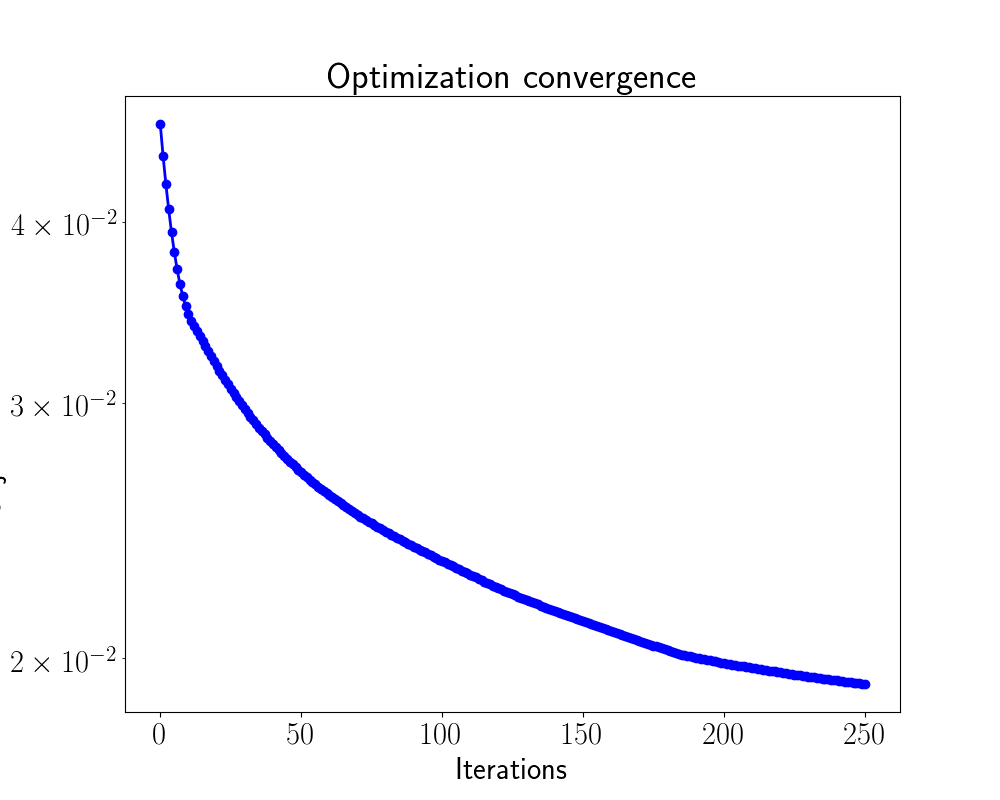 Optimization convergence
4 × 10⁻²
3 × 10⁻²
2 × 10⁻²
0 50 100 150 200 250
Iterations